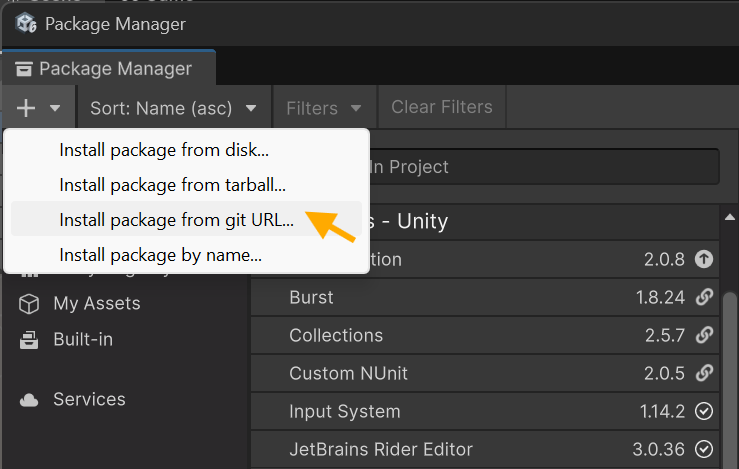 Package Manager
Package Manager
Sort: Name (asc)
Filters
Clear Filters
Install package from disk...
Install package from tarball...
Install package from git URL...
Install package by name...
In Project
- Unity
2.0.8
Burst 1.8.24
My Assets
Collections 2.5.7
Built-in
Custom NUnit 2.0.5
Services
Input System 1.14.2
JetBrains Rider Editor 3.0.36